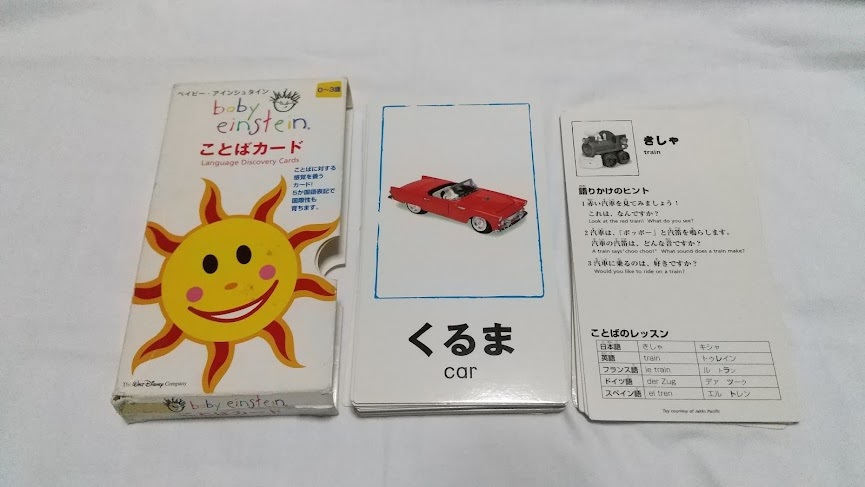 ベイビー・アインシュタイン
0～3歳
baby
einstein.
ことばカード
Language Discovery Cards
ことばに対する
感覚を養う
カード!
5か国語表記で
国際性も
育ちます。
The Walt Disney Company
baby einstein.
くるま
car
きしゃ
train
語りかけのヒント
1 赤い汽車を見てみましょう！
これは、なんですか？
Look at the red train! What do you see?
2 汽車は、「ポッポー」と汽笛を鳴らします。
汽車の汽笛は、どんな音ですか？
A train says"choo choo!" What sound does a train make?
3 汽車に乗るのは、好きですか？
Would you like to ride on a train?
ことばのレッスン
日本語 きしゃ キシャ
英語 train トゥレイン
フランス語 le train ル トラン
ドイツ語 der Zug デァ ツーク
スペイン語 el tren エル トレン
Toy courtesy of Jakks Pacific